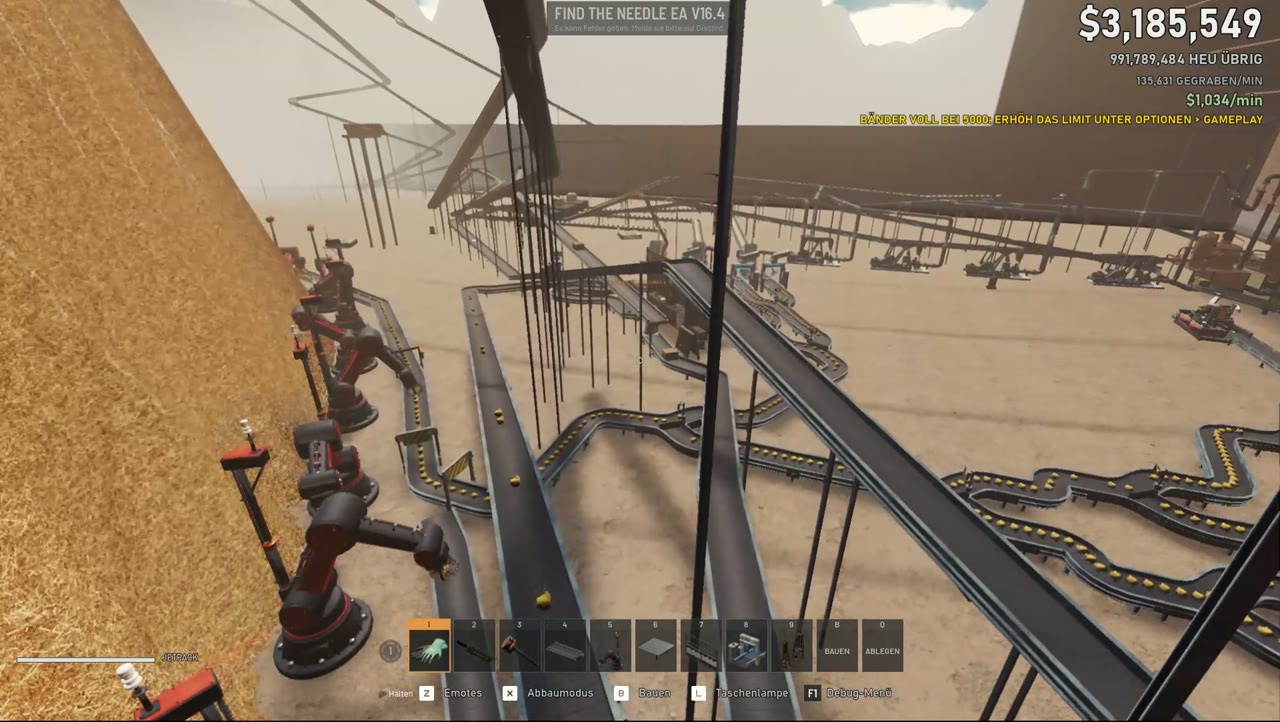 FIND THE NEEDLE EA V16.4
Es kann Fehler geben. Melde sie bitte auf Discord.
$3,185,549
991,789,484 HEU ÜBRIG
135,631 GEGRABEN/MIN
$1,034/min
BÄNDER VOLL BEI 5000: ERHÖH DAS LIMIT UNTER OPTIONEN > GAMEPLAY
JETPACK
1 1 2 3 4 5 6 7 8 9 B 0
BAUEN ABLEGEN
Halten Z Emotes X Abbaumodus B Bauen L Taschenlampe F1 Debug-Menü